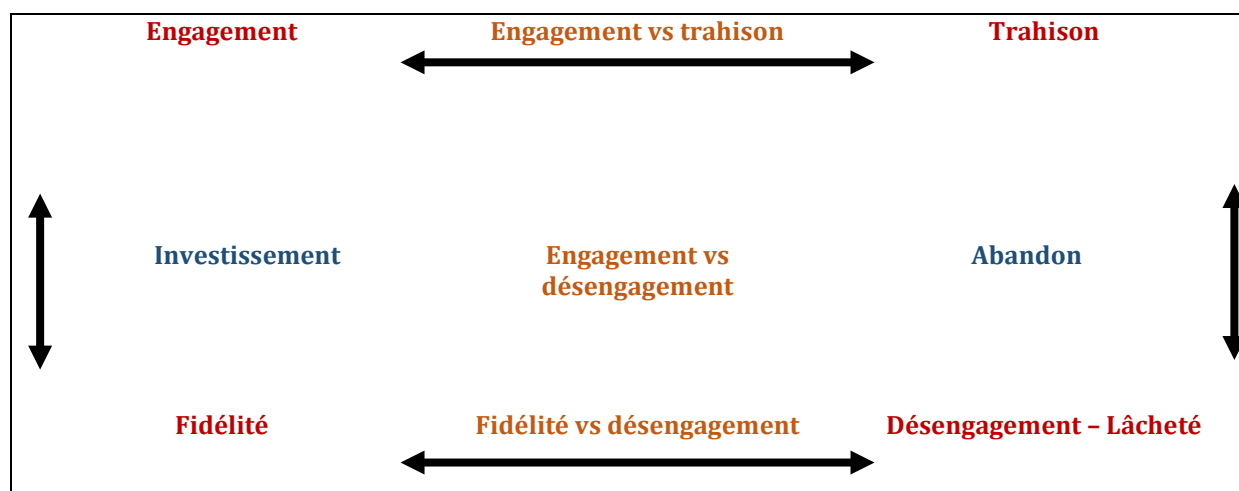 Engagement Engagement vs trahison Trahison
Investissement Engagement vs Abandon
désengagement
Fidélité Fidélité vs désengagement Désengagement – Lâcheté